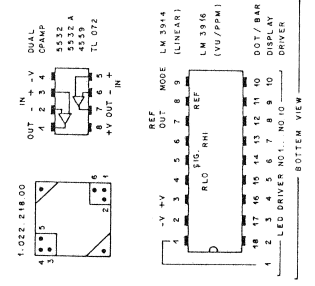 1.022.218.00
4 5
3
6
2 1
IN
OUT - + -V
1 2 3 4
8 7 6 5
+V OUT - +
IN
DUAL
OPAMP
5532
5532 A
4559
TL 072
REF
-V +V OUT MODE
1 2 3 4 5 6 7 8 9
SIG. REF
RLO RHI
18 17 16 15 14 13 12 11 10
1 2 3 4 5 6 7 8 9 10
LED DRIVER NO 1.. NO 10
LM 3914
(LINEAR)
LM 3916
(VU/PPM)
DOT / BAR
DISPLAY
DRIVER
BOTTEM VIEW